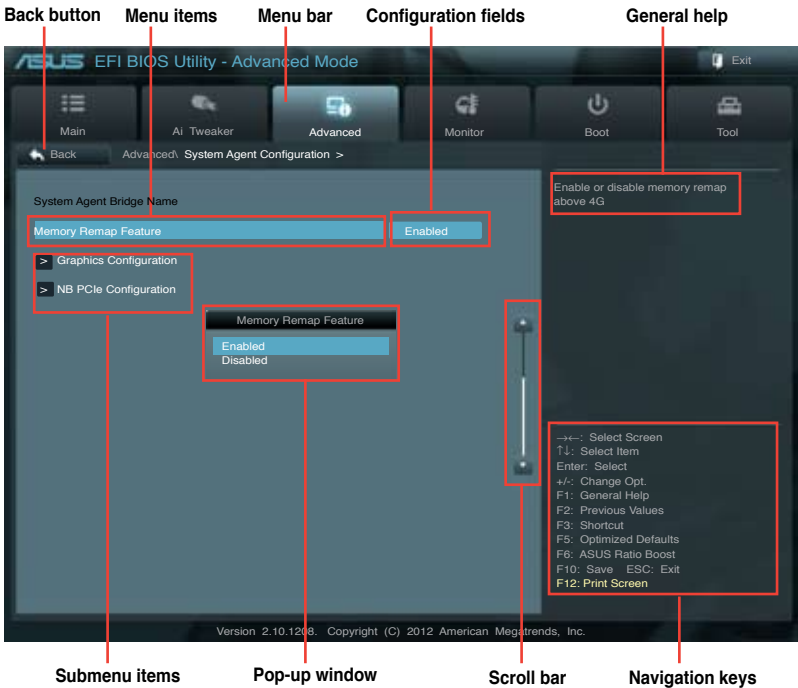 Back button Menu items Menu bar Configuration fields General help
ASUS EFI BIOS Utility - Advanced Mode Exit
Main Ai Tweaker Advanced Monitor Boot Tool
Back Advanced\ System Agent Configuration >
Enable or disable memory remap
above 4G
System Agent Bridge Name
Memory Remap Feature Enabled
> Graphics Configuration
> NB PCIe Configuration
Memory Remap Feature
Enabled
Disabled
→←: Select Screen
↑↓: Select Item
Enter: Select
+/-: Change Opt.
F1: General Help
F2: Previous Values
F3: Shortcut
F5: Optimized Defaults
F6: ASUS Ratio Boost
F10: Save ESC: Exit
F12: Print Screen
Version 2.10.1208. Copyright (C) 2012 American Megatrends, Inc.
Submenu items Pop-up window Scroll bar Navigation keys